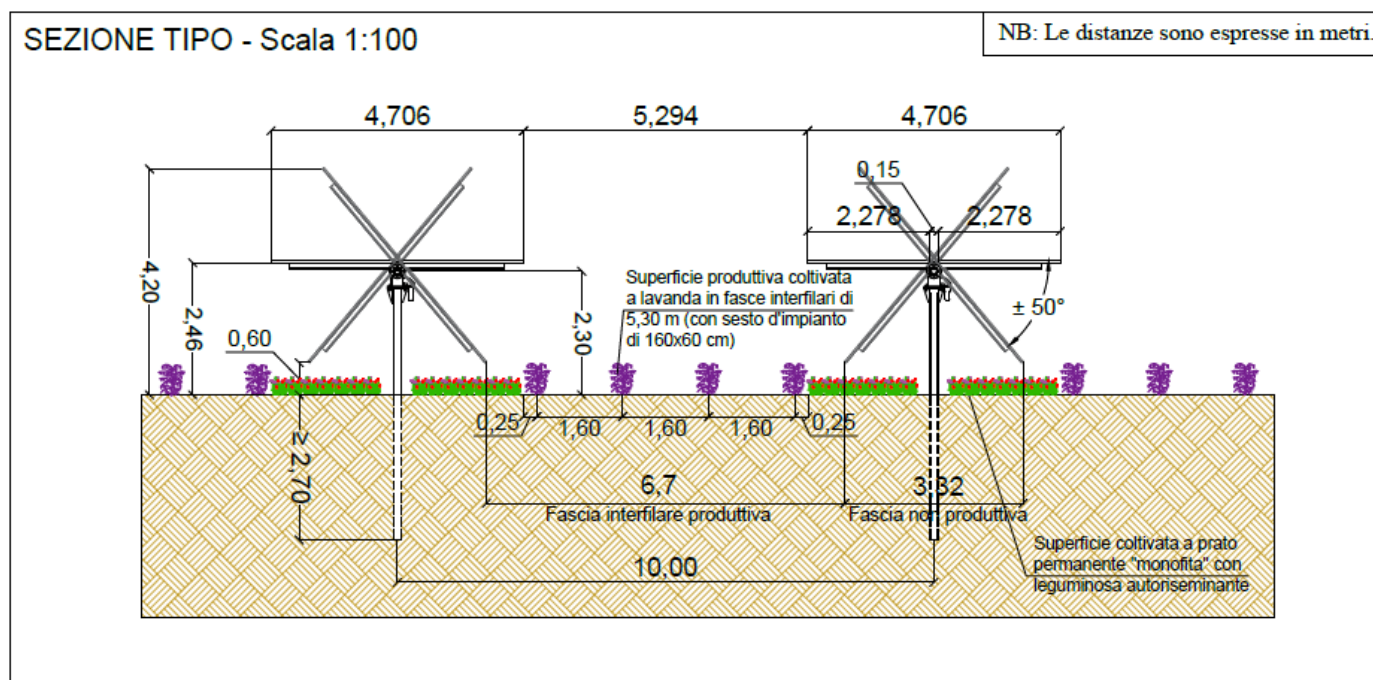 SEZIONE TIPO - Scala 1:100
NB: Le distanze sono espresse in metri.
4,706
5,294
4,706
0,15
2,278
2,278
4,20
2,46
0,60
2,30
Superficie produttiva coltivata
a lavanda in fasce interfilari di
5,30 m (con sesto d'impianto
di 160x60 cm)
± 50°
0,25
1,60
1,60
1,60
0,25
≥ 2,70
6,7
Fascia interfilare produttiva
3,32
Fascia non produttiva
10,00
Superficie coltivata a prato
permanente "monofita" con
leguminosa autoriseminante